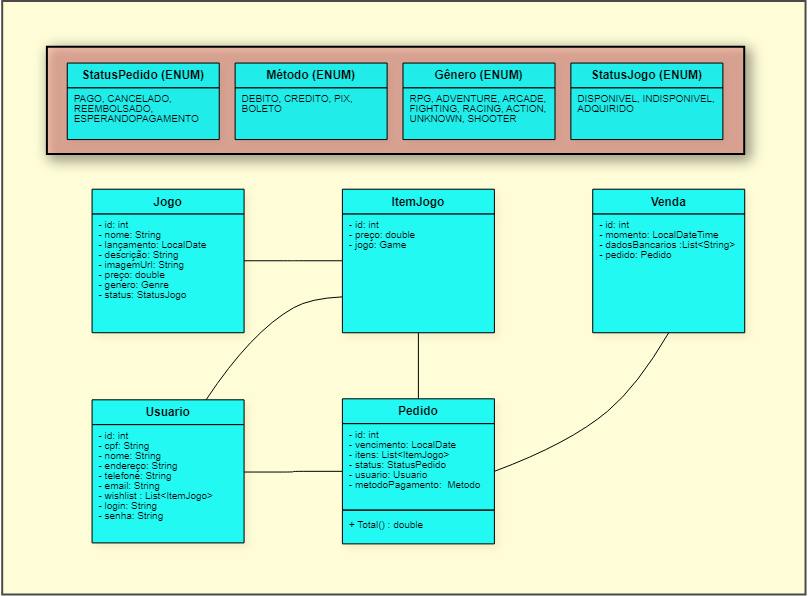 StatusPedido (ENUM)
PAGO, CANCELADO,
REEMBOLSADO,
ESPERANDOPAGAMENTO
Método (ENUM)
DEBITO, CREDITO, PIX,
BOLETO
Gênero (ENUM)
RPG, ADVENTURE, ARCADE,
FIGHTING, RACING, ACTION,
UNKNOWN, SHOOTER
StatusJogo (ENUM)
DISPONIVEL, INDISPONIVEL,
ADQUIRIDO
Jogo
- id: int
- nome: String
- lançamento: LocalDate
- descrição: String
- imagemUrl: String
- preço: double
- genero: Genre
- status: StatusJogo
ItemJogo
- id: int
- preço: double
- jogo: Game
Venda
- id: int
- momento: LocalDateTime
- dadosBancarios :List<String>
- pedido: Pedido
Usuario
- id: int
- cpf: String
- nome: String
- endereço: String
- telefone: String
- email: String
- wishlist : List<ItemJogo>
- login: String
- senha: String
Pedido
- id: int
- vencimento: LocalDate
- itens: List<ItemJogo>
- status: StatusPedido
- usuario: Usuario
- metodoPagamento:  Metodo
+ Total() : double